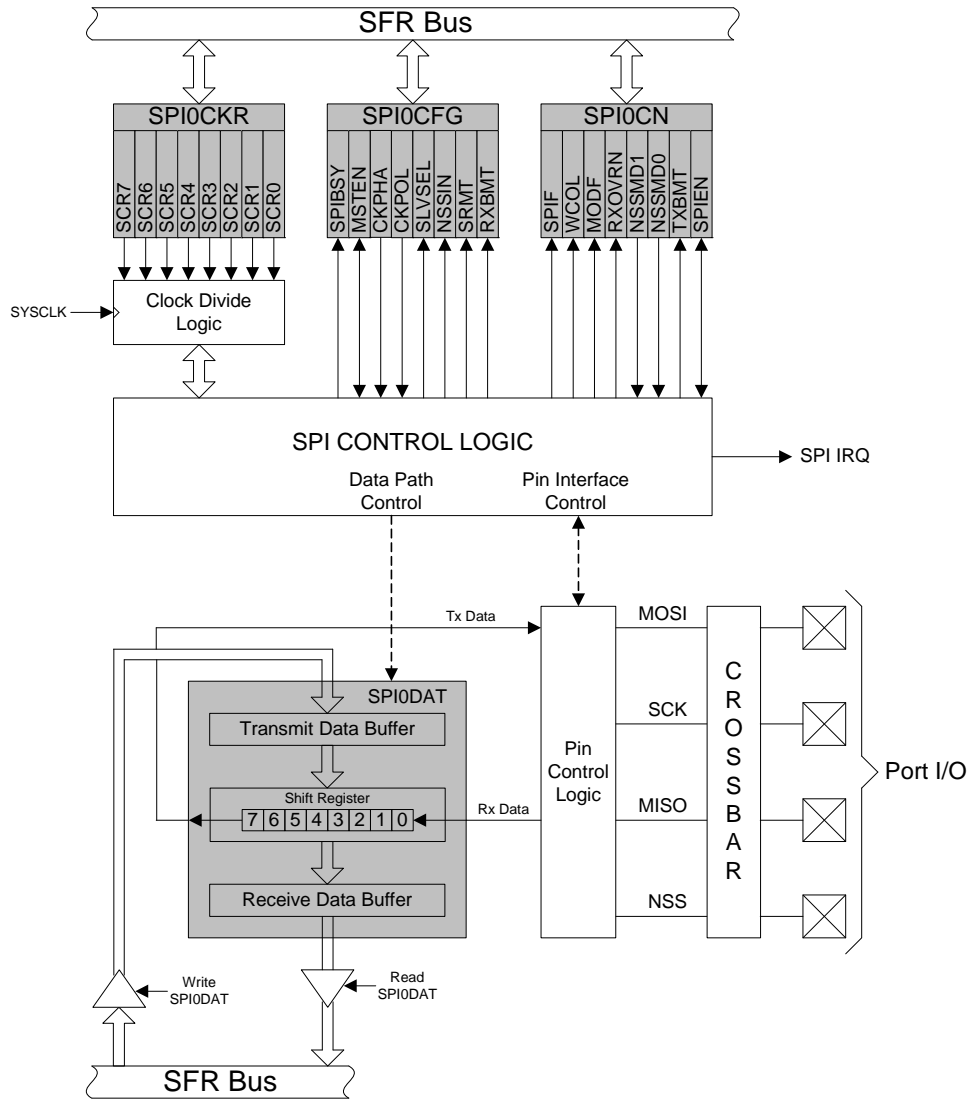 SFR Bus
SPI0CKR
SCR7
SCR6
SCR5
SCR4
SCR3
SCR2
SCR1
SCR0
SPI0CFG
SPIBSY
MSTEN
CKPHA
CKPOL
SLVSEL
NSSIN
SRMT
RXBMT
SPI0CN
SPIF
WCOL
MODF
RXOVRN
NSSMD1
NSSMD0
TXBMT
SPIEN
SYSCLK
Clock Divide
Logic
SPI CONTROL LOGIC
SPI IRQ
Data Path
Control
Pin Interface
Control
Tx Data
SPI0DAT
Transmit Data Buffer
Shift Register
7 6 5 4 3 2 1 0
Rx Data
Receive Data Buffer
Pin
Control
Logic
MOSI
SCK
MISO
NSS
CROSSBAR
Port I/O
Write
SPI0DAT
Read
SPI0DAT
SFR Bus